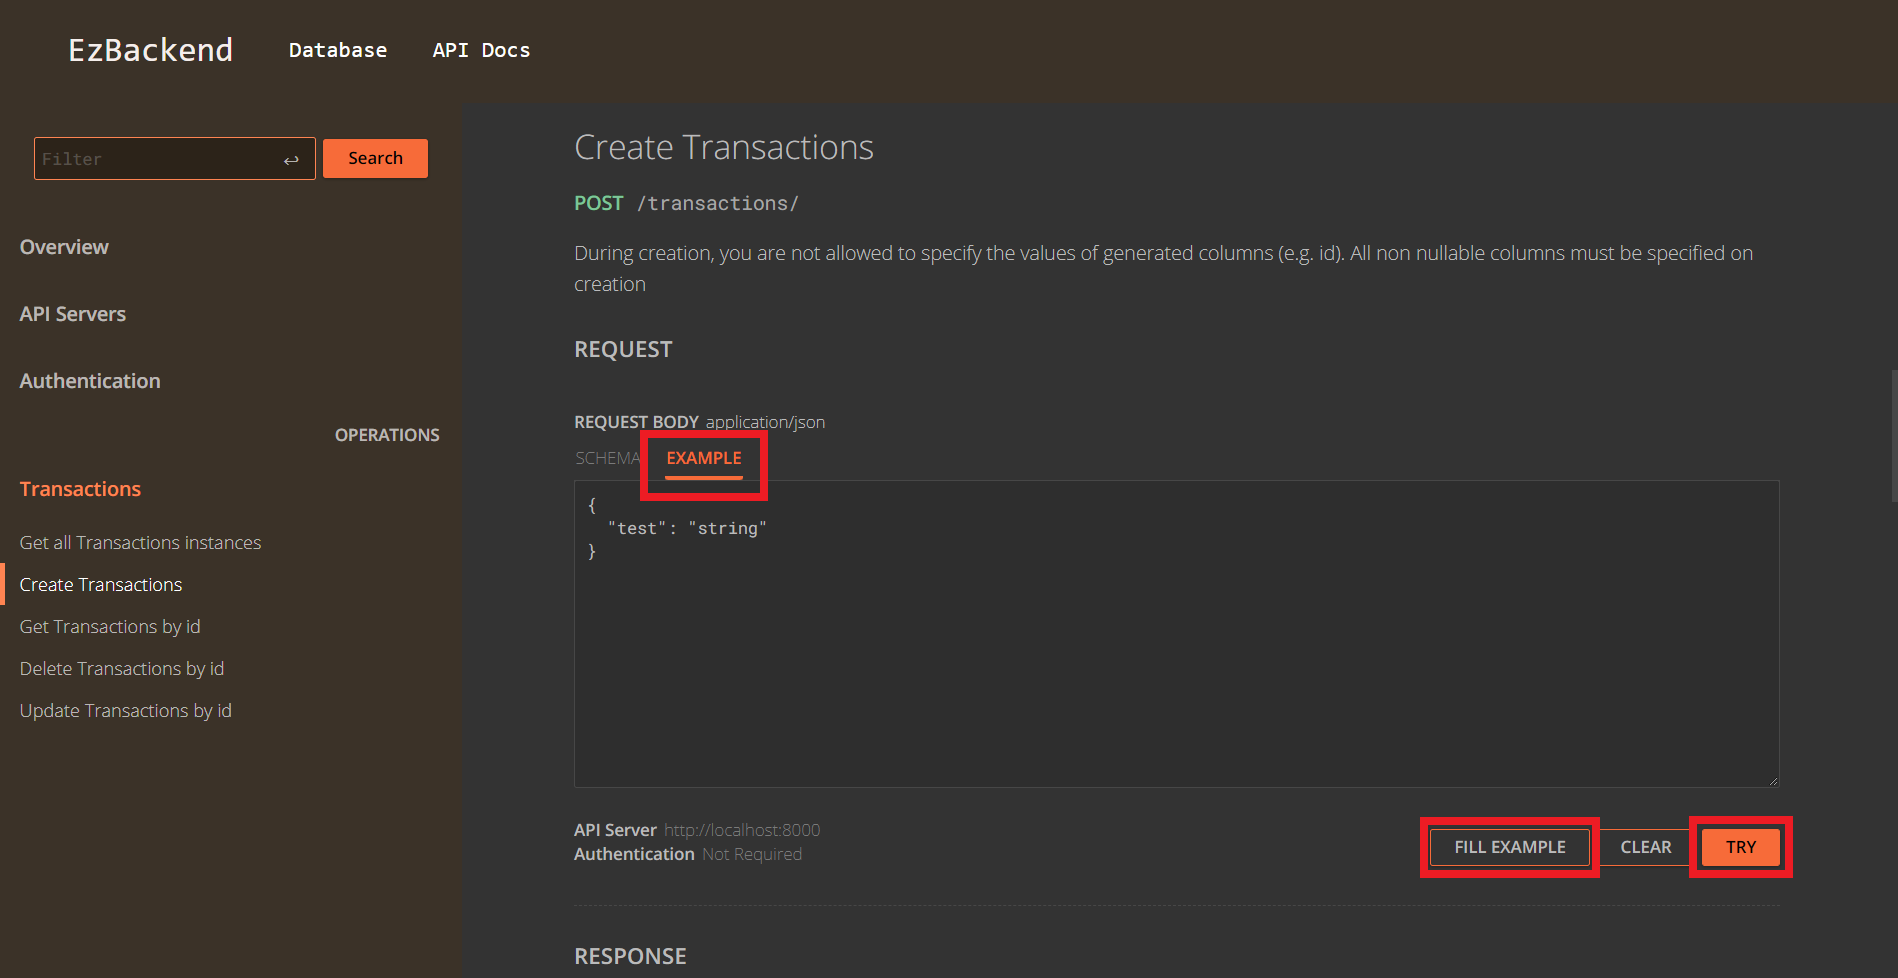 EzBackend Database API Docs
Filter ↩ Search
Overview
API Servers
Authentication
OPERATIONS
Transactions
Get all Transactions instances
Create Transactions
Get Transactions by id
Delete Transactions by id
Update Transactions by id
Create Transactions
POST /transactions/
During creation, you are not allowed to specify the values of generated columns (e.g. id). All non nullable columns must be specified on
creation
REQUEST
REQUEST BODY application/json
SCHEMA EXAMPLE
{
  "test": "string"
}
API Server http://localhost:8000
Authentication Not Required
FILL EXAMPLE CLEAR TRY
RESPONSE